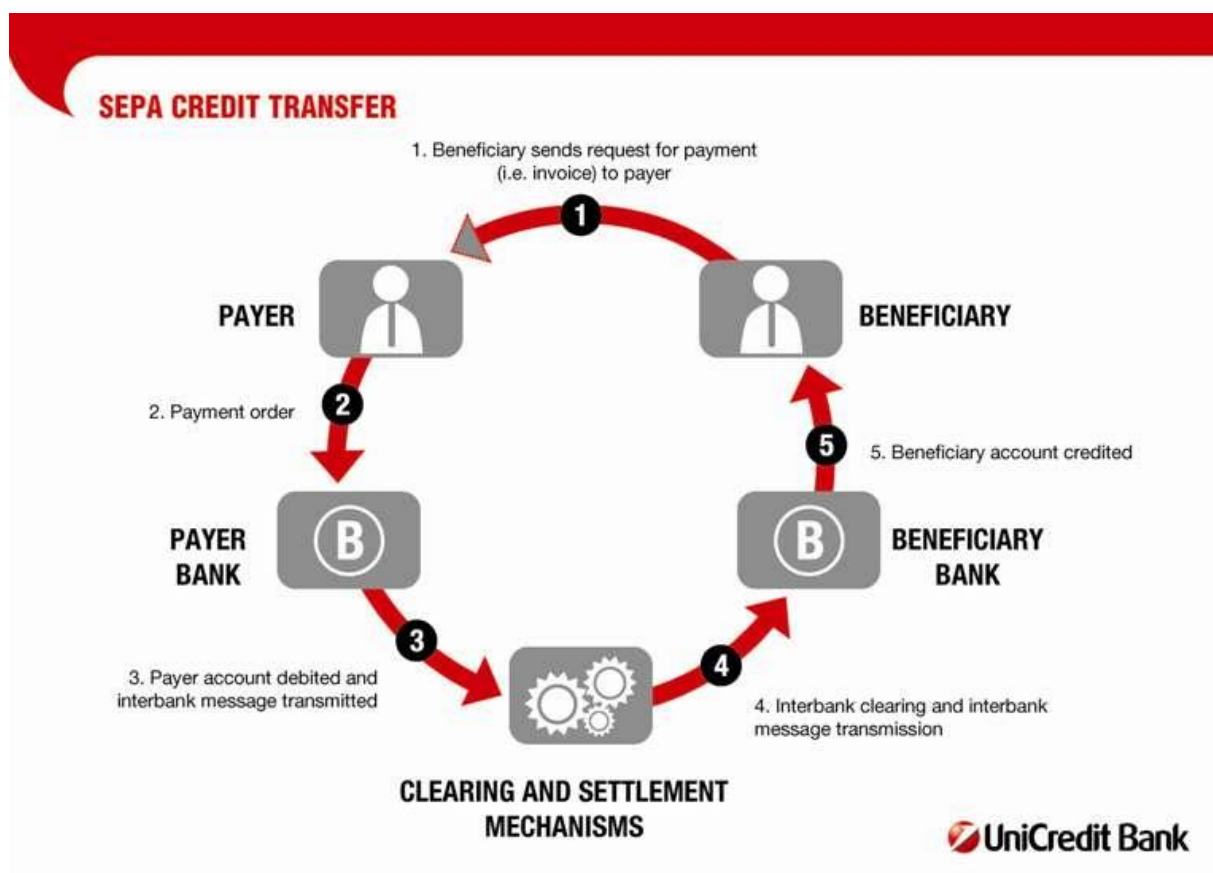 SEPA CREDIT TRANSFER
1. Beneficiary sends request for payment
(i.e. invoice) to payer
1
PAYER
BENEFICIARY
2. Payment order
2
5
5. Beneficiary account credited
PAYER
BANK
B
B
BENEFICIARY
BANK
3
4
3. Payer account debited and
interbank message transmitted
4. Interbank clearing and interbank
message transmission
CLEARING AND SETTLEMENT
MECHANISMS
UniCredit Bank